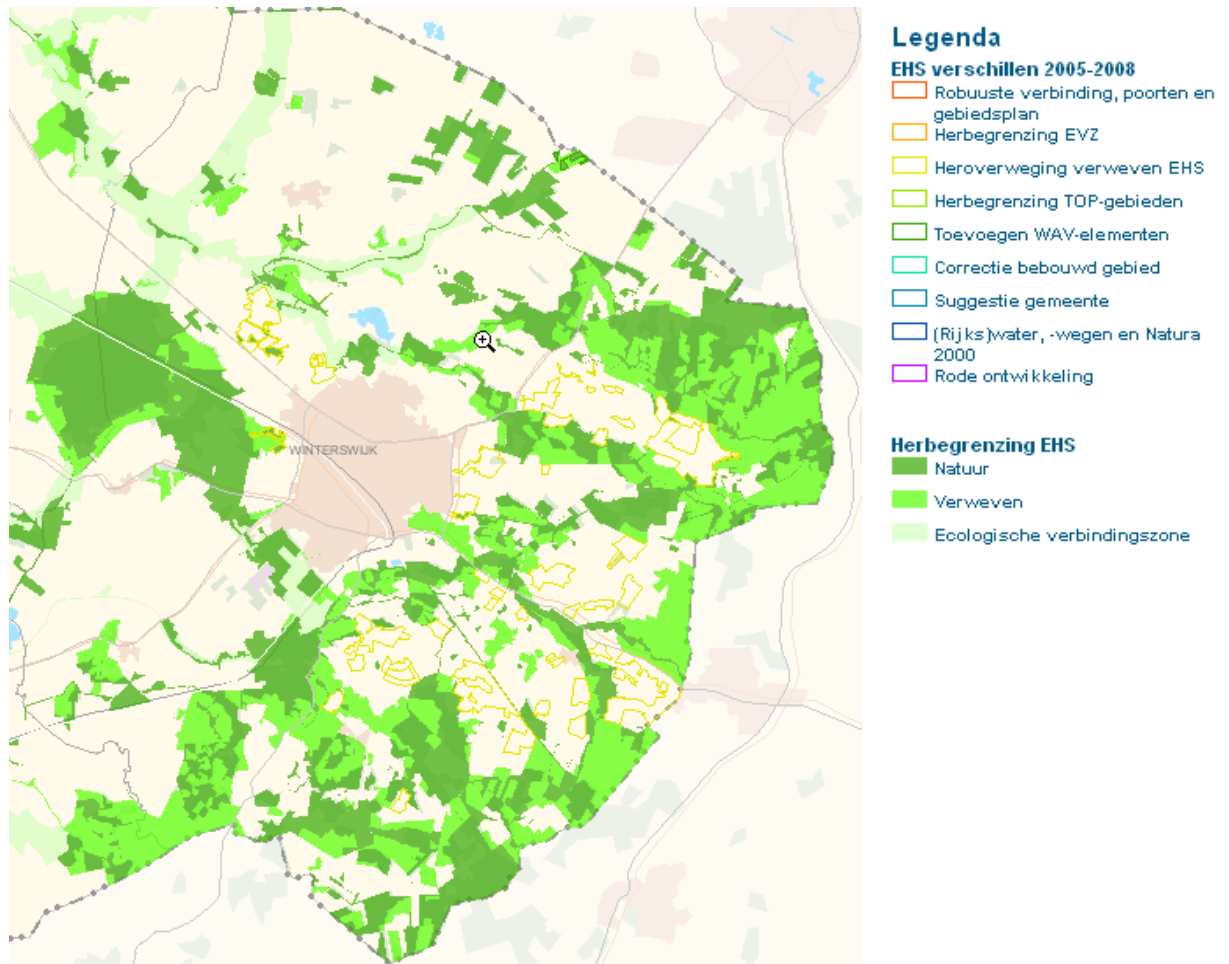 Legenda
EHS verschillen 2005-2008
Robuuste verbinding, poorten en
gebiedsplan
Herbegrenzing EVZ
Heroverweging verweven EHS
Herbegrenzing TOP-gebieden
Toevoegen WAV-elementen
Correctie bebouwd gebied
Suggestie gemeente
(Rijks)water, -wegen en Natura
2000
Rode ontwikkeling
Herbegrenzing EHS
Natuur
Verweven
Ecologische verbindingszone
WINTERSWIJK